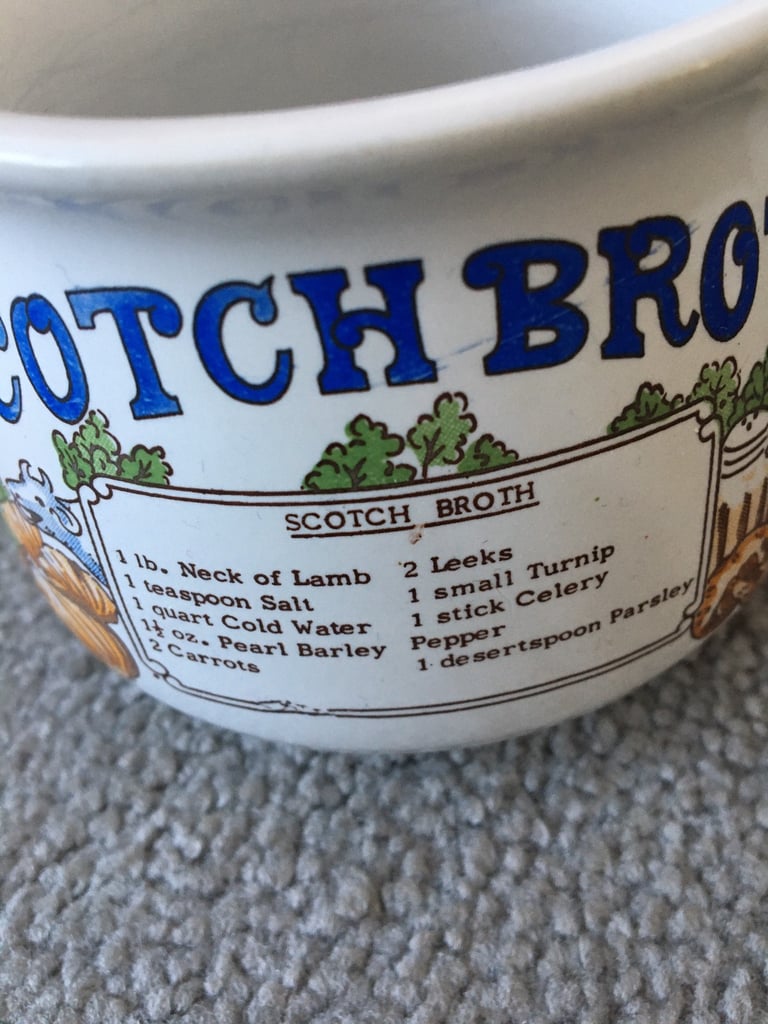 COTCH BRO
SCOTCH BROTH
1 lb. Neck of Lamb
1 teaspoon Salt
1 quart Cold Water
1½ oz. Pearl Barley
2 Carrots
2 Leeks
1 small Turnip
1 stick Celery
Pepper
1 desertspoon Parsley